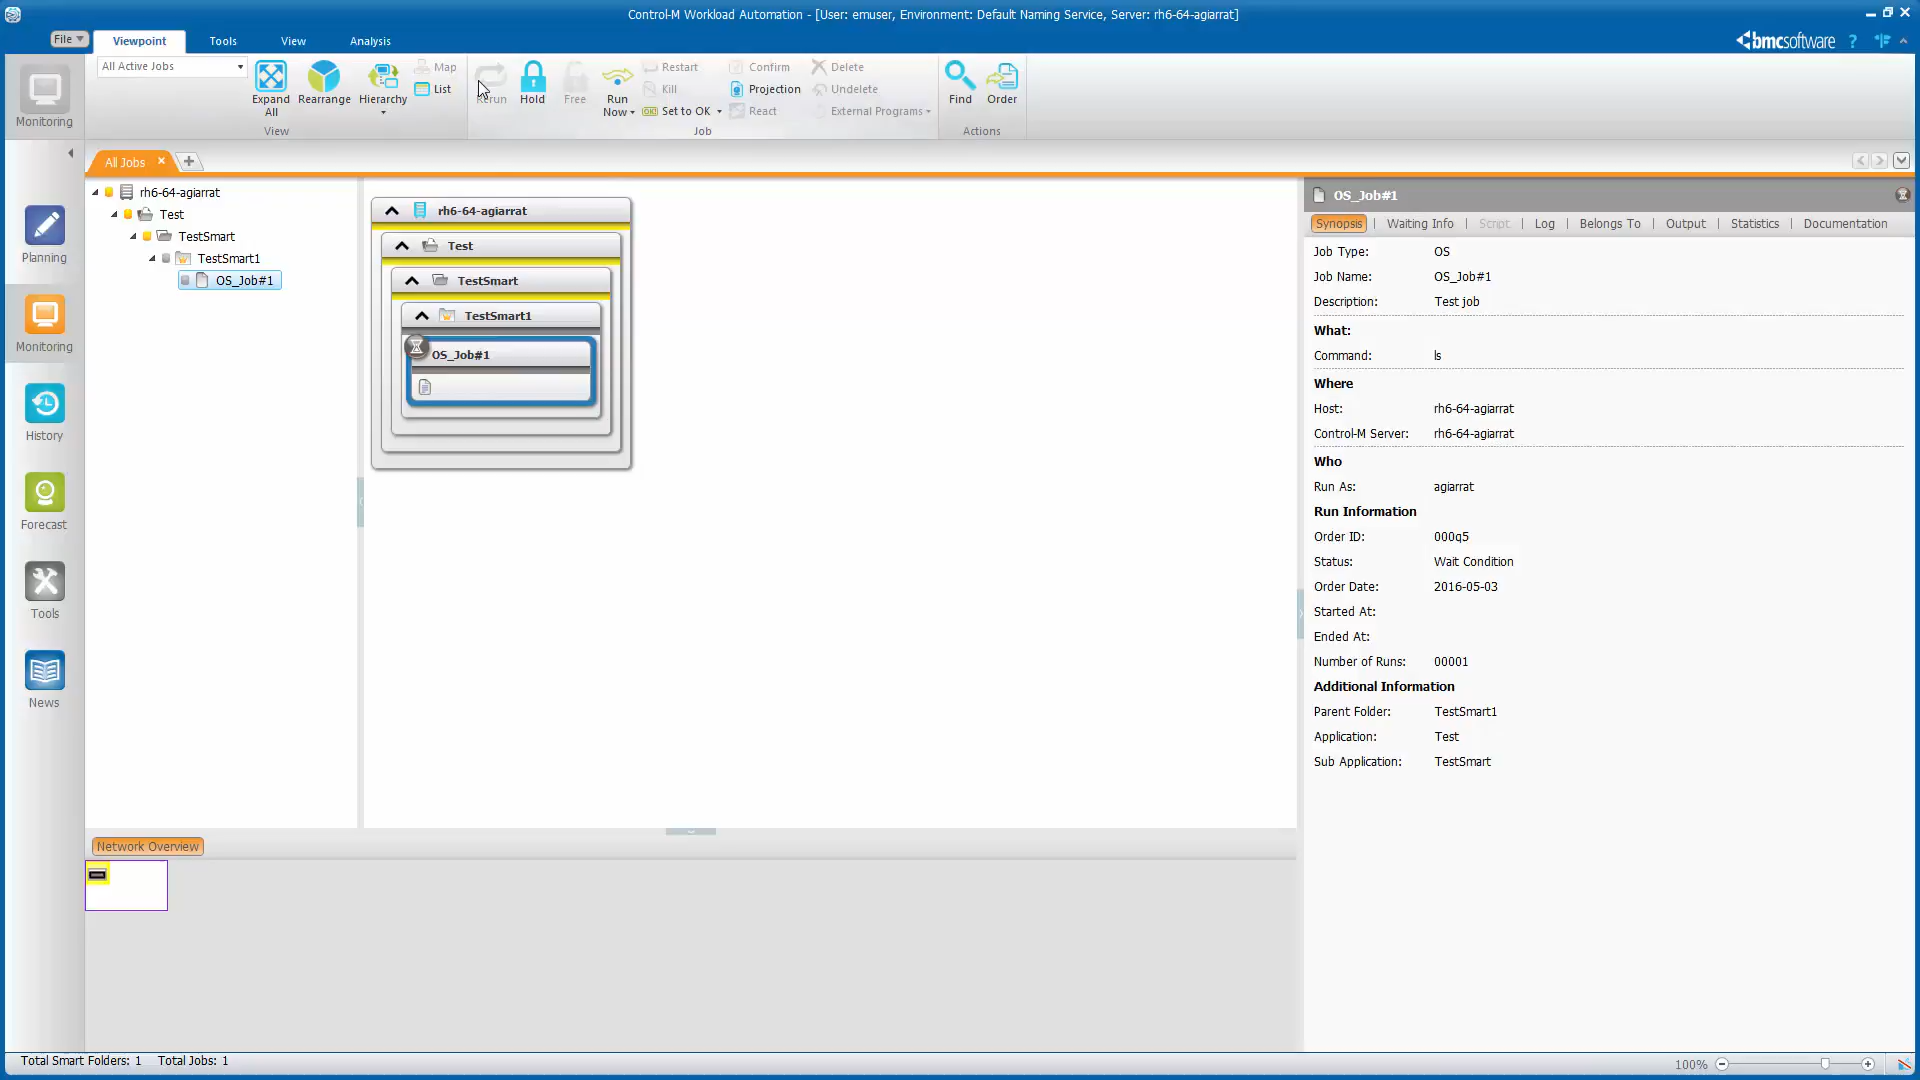 Control-M Workload Automation - [User: emuser, Environment: Default Naming Service, Server: rh6-64-agiarrat]
File
Viewpoint
Tools
View
Analysis
bmcsoftware
?
All Active Jobs
Expand All
Rearrange
Hierarchy
Map
List
View
Rerun
Hold
Free
Run Now
Restart
Kill
Set to OK
Confirm
Projection
React
Delete
Undelete
External Programs
Job
Find
Order
Actions
Monitoring
Planning
Monitoring
History
Forecast
Tools
News
All Jobs
rh6-64-agiarrat
Test
TestSmart
TestSmart1
OS_Job#1
rh6-64-agiarrat
Test
TestSmart
TestSmart1
OS_Job#1
OS_Job#1
Synopsis | Waiting Info | Script | Log | Belongs To | Output | Statistics | Documentation
Job Type: OS
Job Name: OS_Job#1
Description: Test job
What:
Command: ls
Where
Host: rh6-64-agiarrat
Control-M Server: rh6-64-agiarrat
Who
Run As: agiarrat
Run Information
Order ID: 000q5
Status: Wait Condition
Order Date: 2016-05-03
Started At:
Ended At:
Number of Runs: 00001
Additional Information
Parent Folder: TestSmart1
Application: Test
Sub Application: TestSmart
Network Overview
Total Smart Folders: 1 Total Jobs: 1
100%